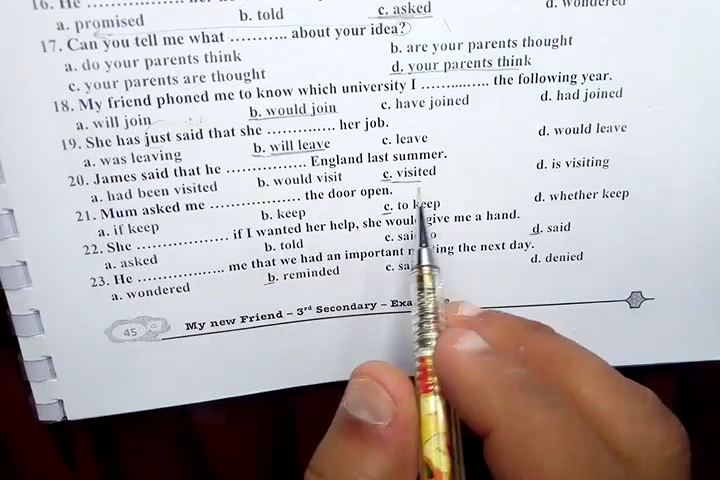 16. He
a. promised b. told c. asked d. wondered
17. Can you tell me what ........... about your idea?
a. do your parents think b. are your parents thought
c. your parents are thought d. your parents think
18. My friend phoned me to know which university I .............. the following year.
a. will join b. would join c. have joined d. had joined
19. She has just said that she .............. her job.
a. was leaving b. will leave c. leave d. would leave
20. James said that he ................ England last summer.
a. had been visited b. would visit c. visited d. is visiting
21. Mum asked me .................. the door open.
a. if keep b. keep c. to keep d. whether keep
22. She .................. if I wanted her help, she would give me a hand.
a. asked b. told d. said
23. He .................. me that we had an important the next day.
a. wondered b. reminded d. denied
45 My new Friend – 3rd Secondary –